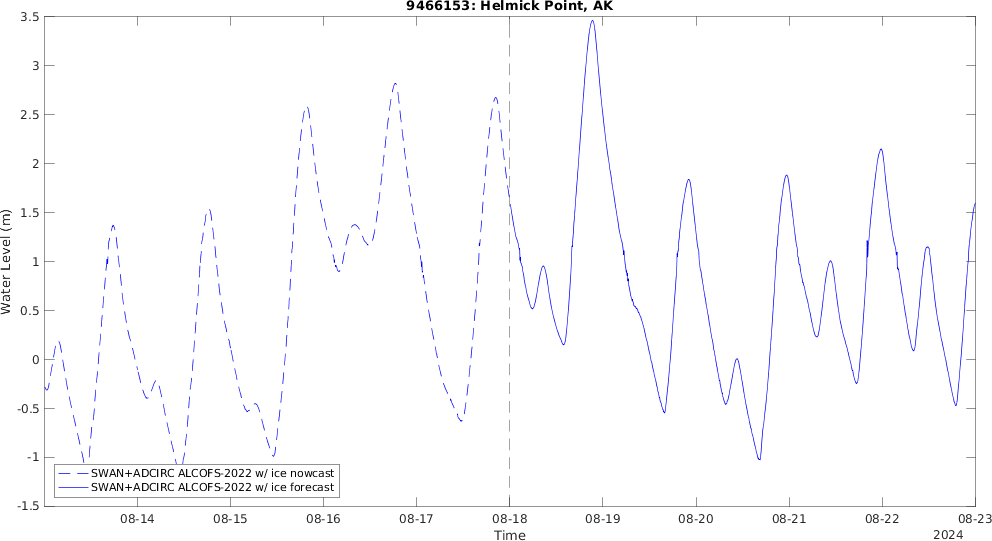 9466153: Helmick Point, AK
3.5
3
2.5
2
1.5
1
0.5
0
-0.5
-1
-1.5
Water Level (m)
SWAN+ADCIRC ALCOFS-2022 w/ ice nowcast
SWAN+ADCIRC ALCOFS-2022 w/ ice forecast
08-14 08-15 08-16 08-17 08-18 08-19 08-20 08-21 08-22 08-23
Time
2024